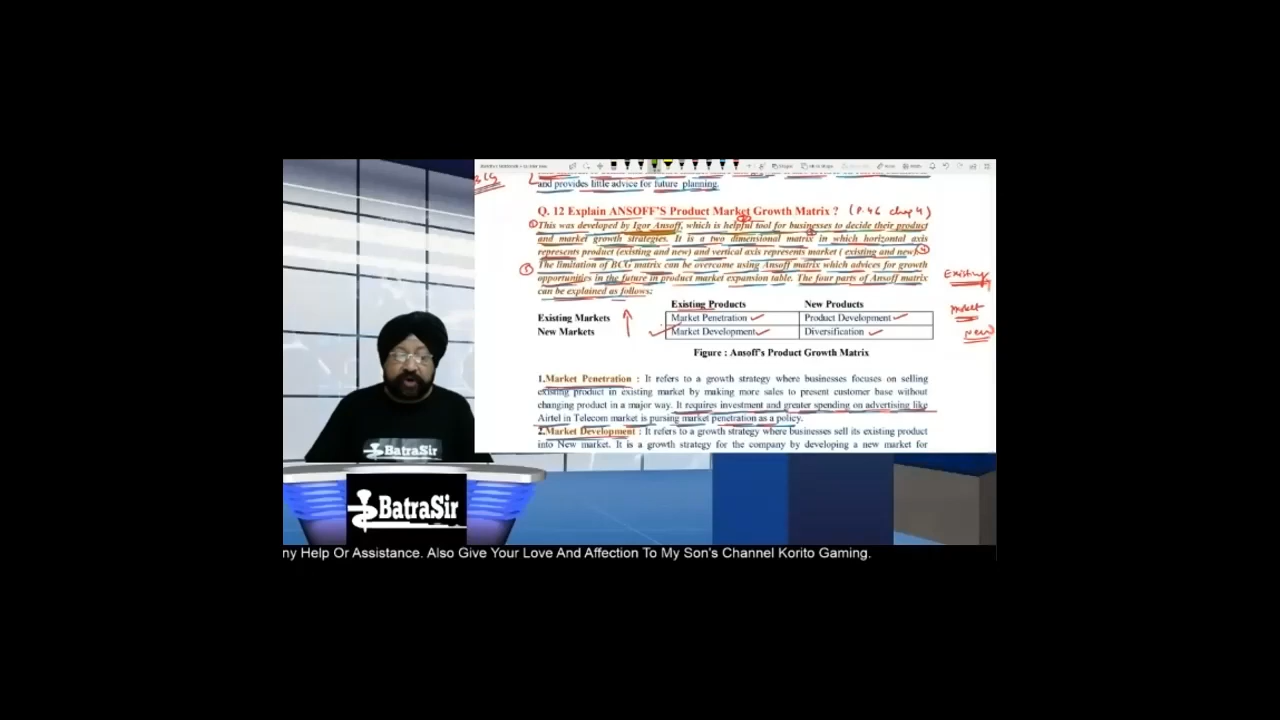 and provides little advice for future planning.
Q. 12 Explain ANSOFF'S Product Market Growth Matrix ? (P.46 chap 4)
This was developed by Igor Ansoff, which is helpful tool for businesses to decide their product
and market growth strategies. It is a two dimensional matrix in which horizontal axis
represents product (existing and new) and vertical axis represents market ( existing and new).
The limitation of BCG matrix can be overcome using Ansoff matrix which advices for growth
opportunities in the future in product market expansion table. The four parts of Ansoff matrix
can be explained as follows:
Existing
Existing Products New Products
Market
Existing Markets Market Penetration Product Development
New Markets Market Development Diversification
New
Figure : Ansoff's Product Growth Matrix
1.Market Penetration : It refers to a growth strategy where businesses focuses on selling
existing product in existing market by making more sales to present customer base without
changing product in a major way. It requires investment and greater spending on advertising like
Airtel in Telecom market is pursing market penetration as a policy.
2.Market Development : It refers to a growth strategy where businesses sell its existing product
into New market. It is a growth strategy for the company by developing a new market for
BatraSir
BatraSir
ny Help Or Assistance. Also Give Your Love And Affection To My Son's Channel Korito Gaming.